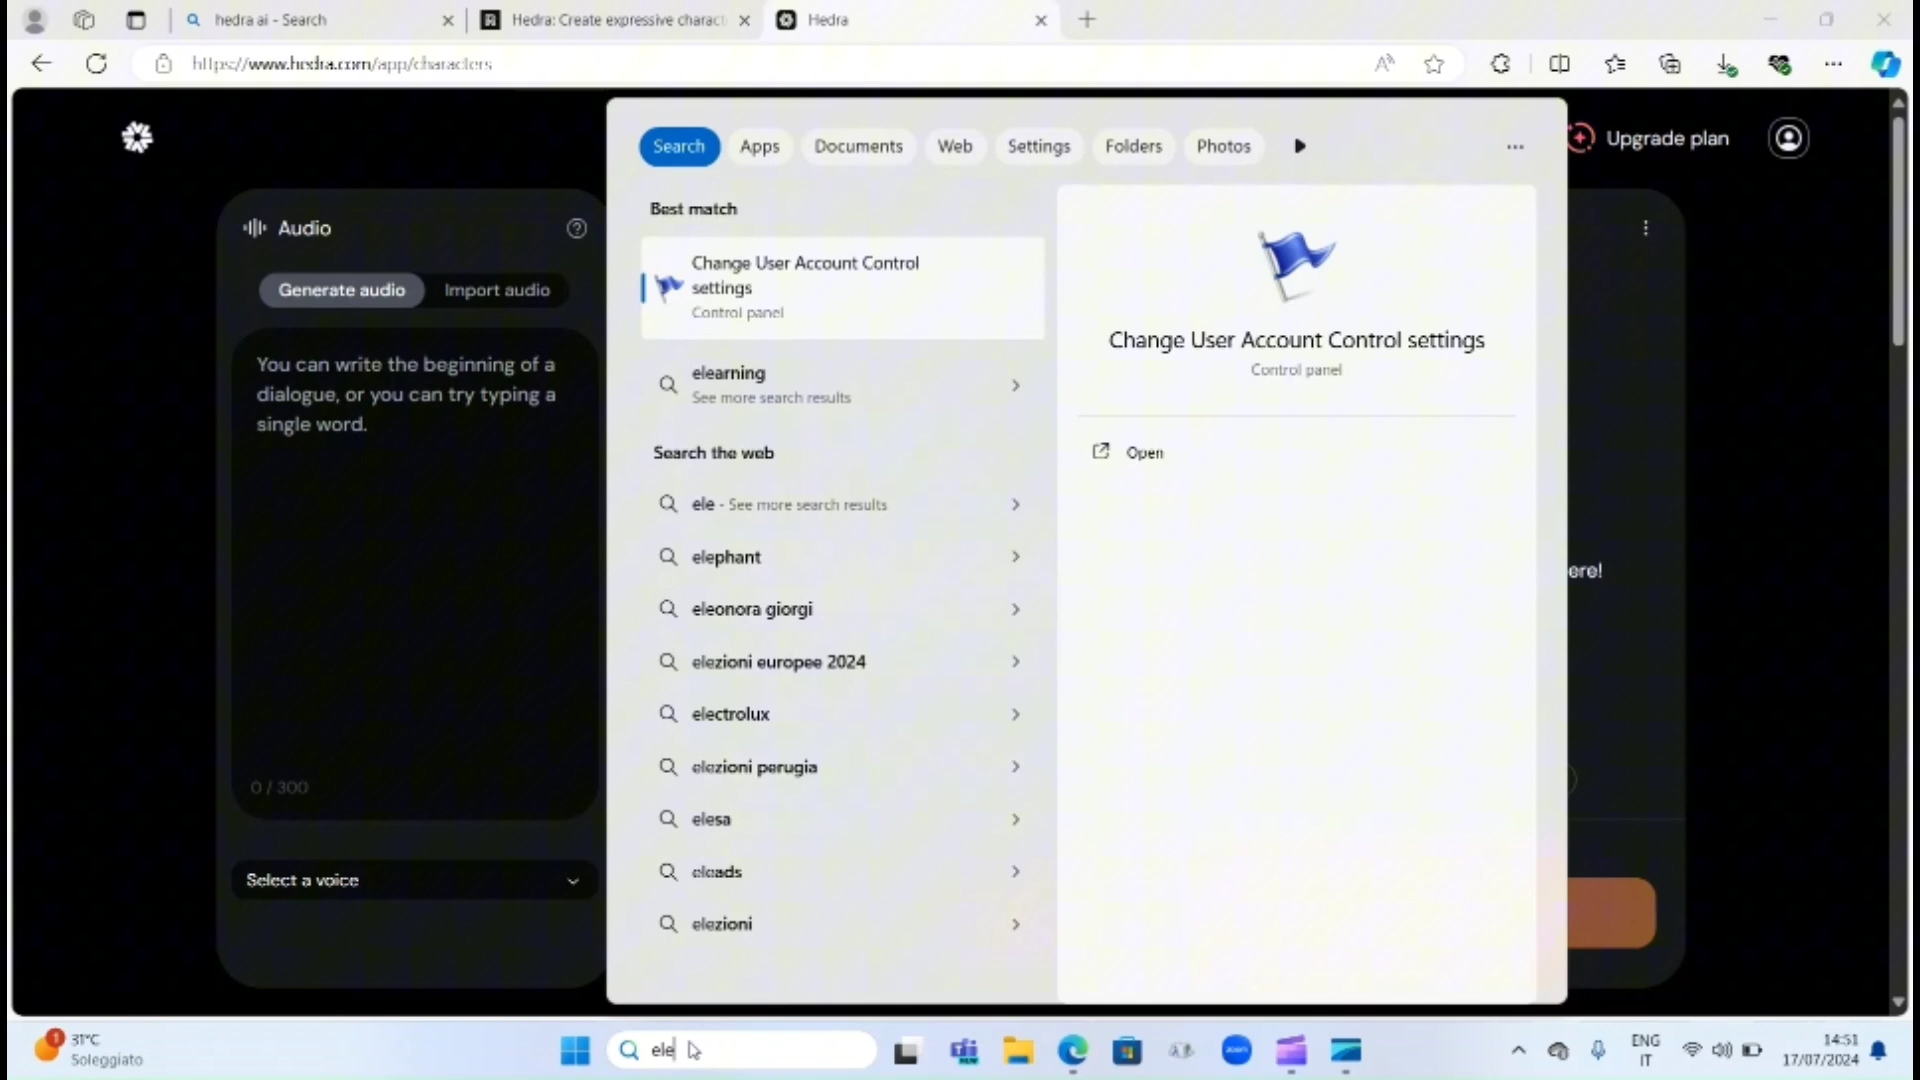 hedra ai - Search
Hedra: Create expressive charact
Hedra
https://www.hedra.com/app/characters
Upgrade plan
Audio
Generate audio
Import audio
You can write the beginning of a
dialogue, or you can try typing a
single word.
0 / 300
Select a voice
Search
Apps
Documents
Web
Settings
Folders
Photos
Best match
Change User Account Control
settings
Control panel
elearning
See more search results
Search the web
ele - See more search results
elephant
eleonora giorgi
elezioni europee 2024
electrolux
elezioni perugia
elesa
eleads
elezioni
Change User Account Control settings
Control panel
Open
ere!
1
31°C
Soleggiato
ele
zoom
ENG
IT
14:51
17/07/2024